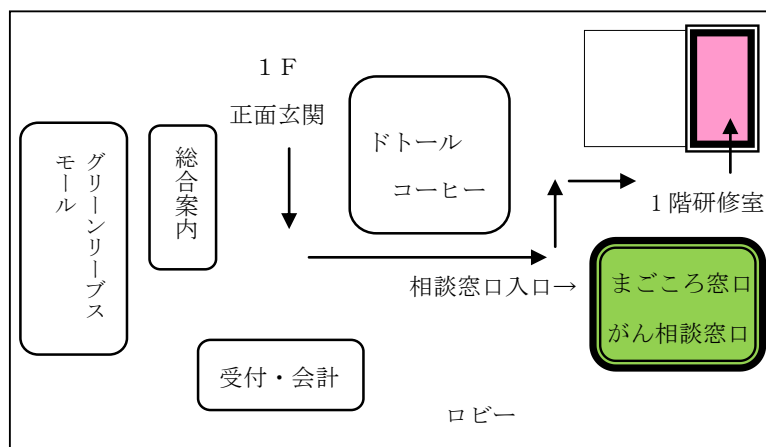 １Ｆ
正面玄関
ドトール
コーヒー
グリーンリーブス
モール
総合案内
１階研修室
相談窓口入口→
まごころ窓口
がん相談窓口
受付・会計
ロビー